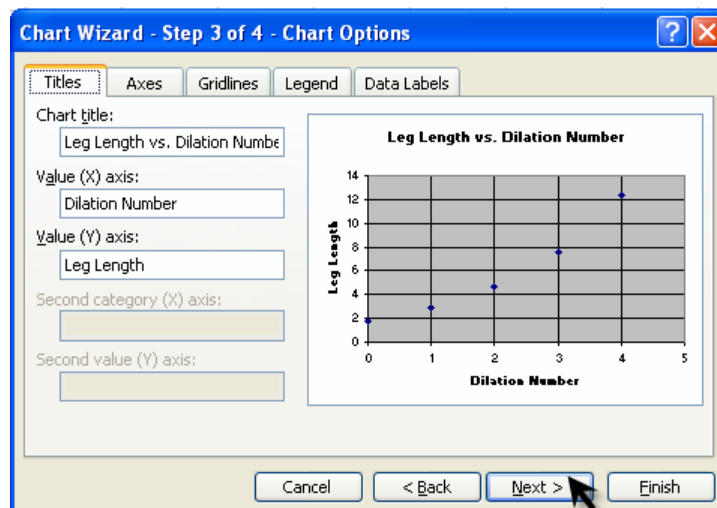 Chart Wizard - Step 3 of 4 - Chart Options
Titles Axes Gridlines Legend Data Labels
Chart title:
Leg Length vs. Dilation Numbe
Value (X) axis:
Dilation Number
Value (Y) axis:
Leg Length
Second category (X) axis:
Second value (Y) axis:
Leg Length vs. Dilation Number
Leg Length
14
12
10
8
6
4
2
0
0 1 2 3 4 5
Dilation Number
Cancel < Back Next > Finish